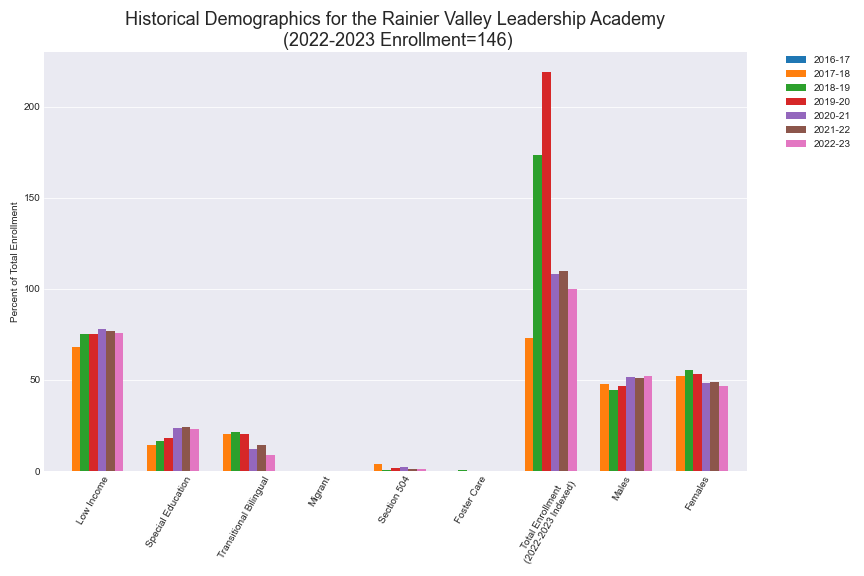 Historical Demographics for the Rainier Valley Leadership Academy
(2022-2023 Enrollment=146)
2016-17
2017-18
2018-19
2019-20
2020-21
2021-22
2022-23
Percent of Total Enrollment
200
150
100
50
0
Low Income
Special Education
Transitional Bilingual
Migrant
Section 504
Foster Care
Total Enrollment
(2022-2023 Indexed)
Males
Females